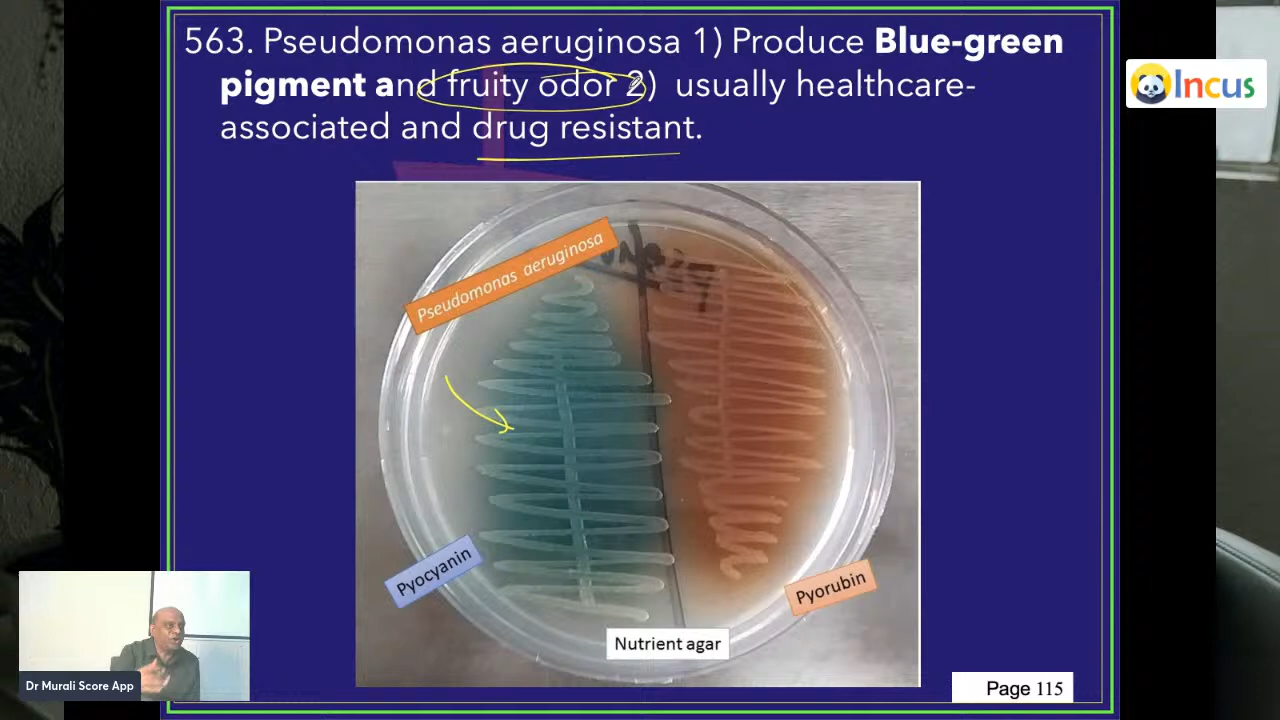 563. Pseudomonas aeruginosa 1) Produce Blue-green
pigment and fruity odor 2) usually healthcare-
associated and drug resistant.
Incus
Pseudomonas aeruginosa
Pyocyanin
Pyorubin
Nutrient agar
Dr Murali Score App
Page 115